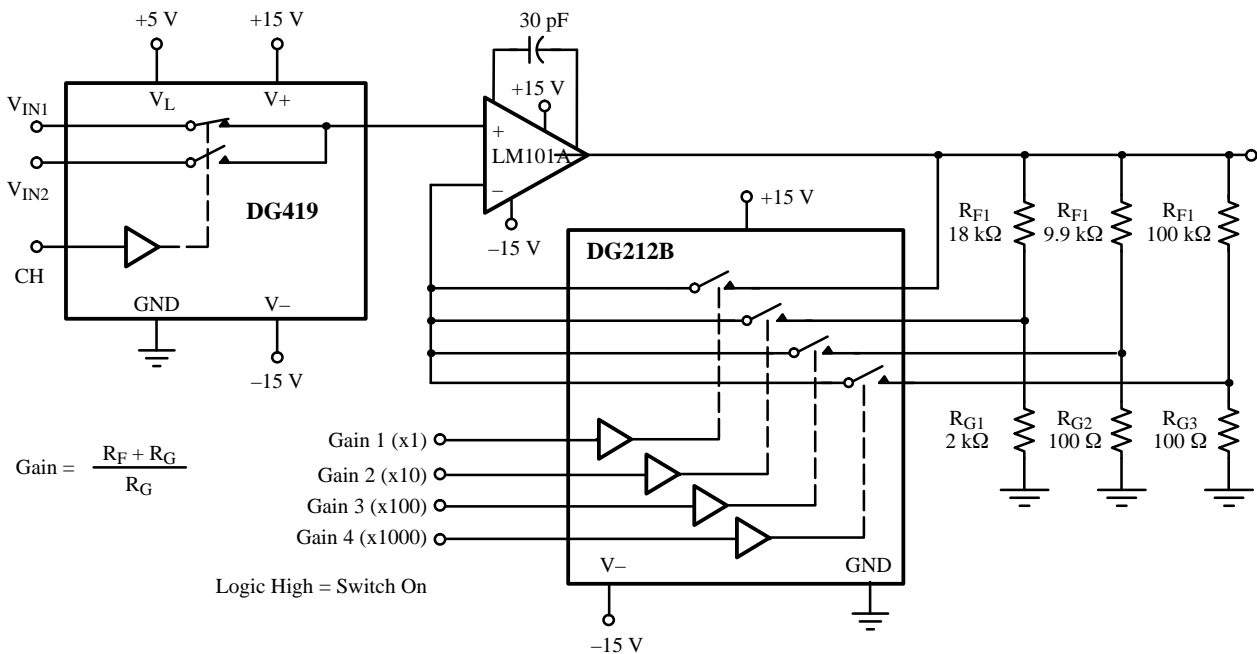 30 pF
+5 V
+15 V
V_L
V+
V_IN1
V_IN2
DG419
CH
GND
V–
–15 V
+15 V
+
LM101A
–
–15 V
+15 V
DG212B
R_F1
18 kΩ
R_F1
9.9 kΩ
R_F1
100 kΩ
R_G1
2 kΩ
R_G2
100 Ω
R_G3
100 Ω
Gain = R_F + R_G
R_G
Gain 1 (x1)
Gain 2 (x10)
Gain 3 (x100)
Gain 4 (x1000)
V–
GND
Logic High = Switch On
–15 V